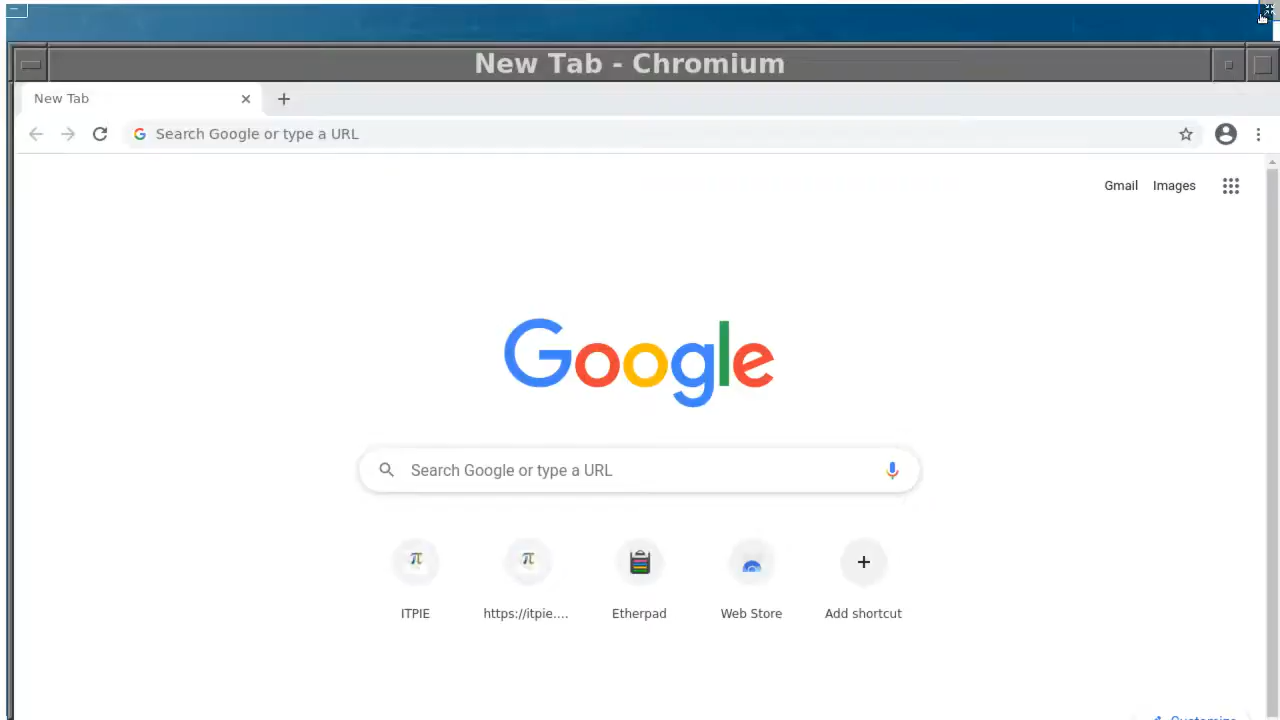 New Tab - Chromium
New Tab
Search Google or type a URL
Gmail Images
Google
Search Google or type a URL
ITPIE https://itpie.... Etherpad Web Store Add shortcut
Customize